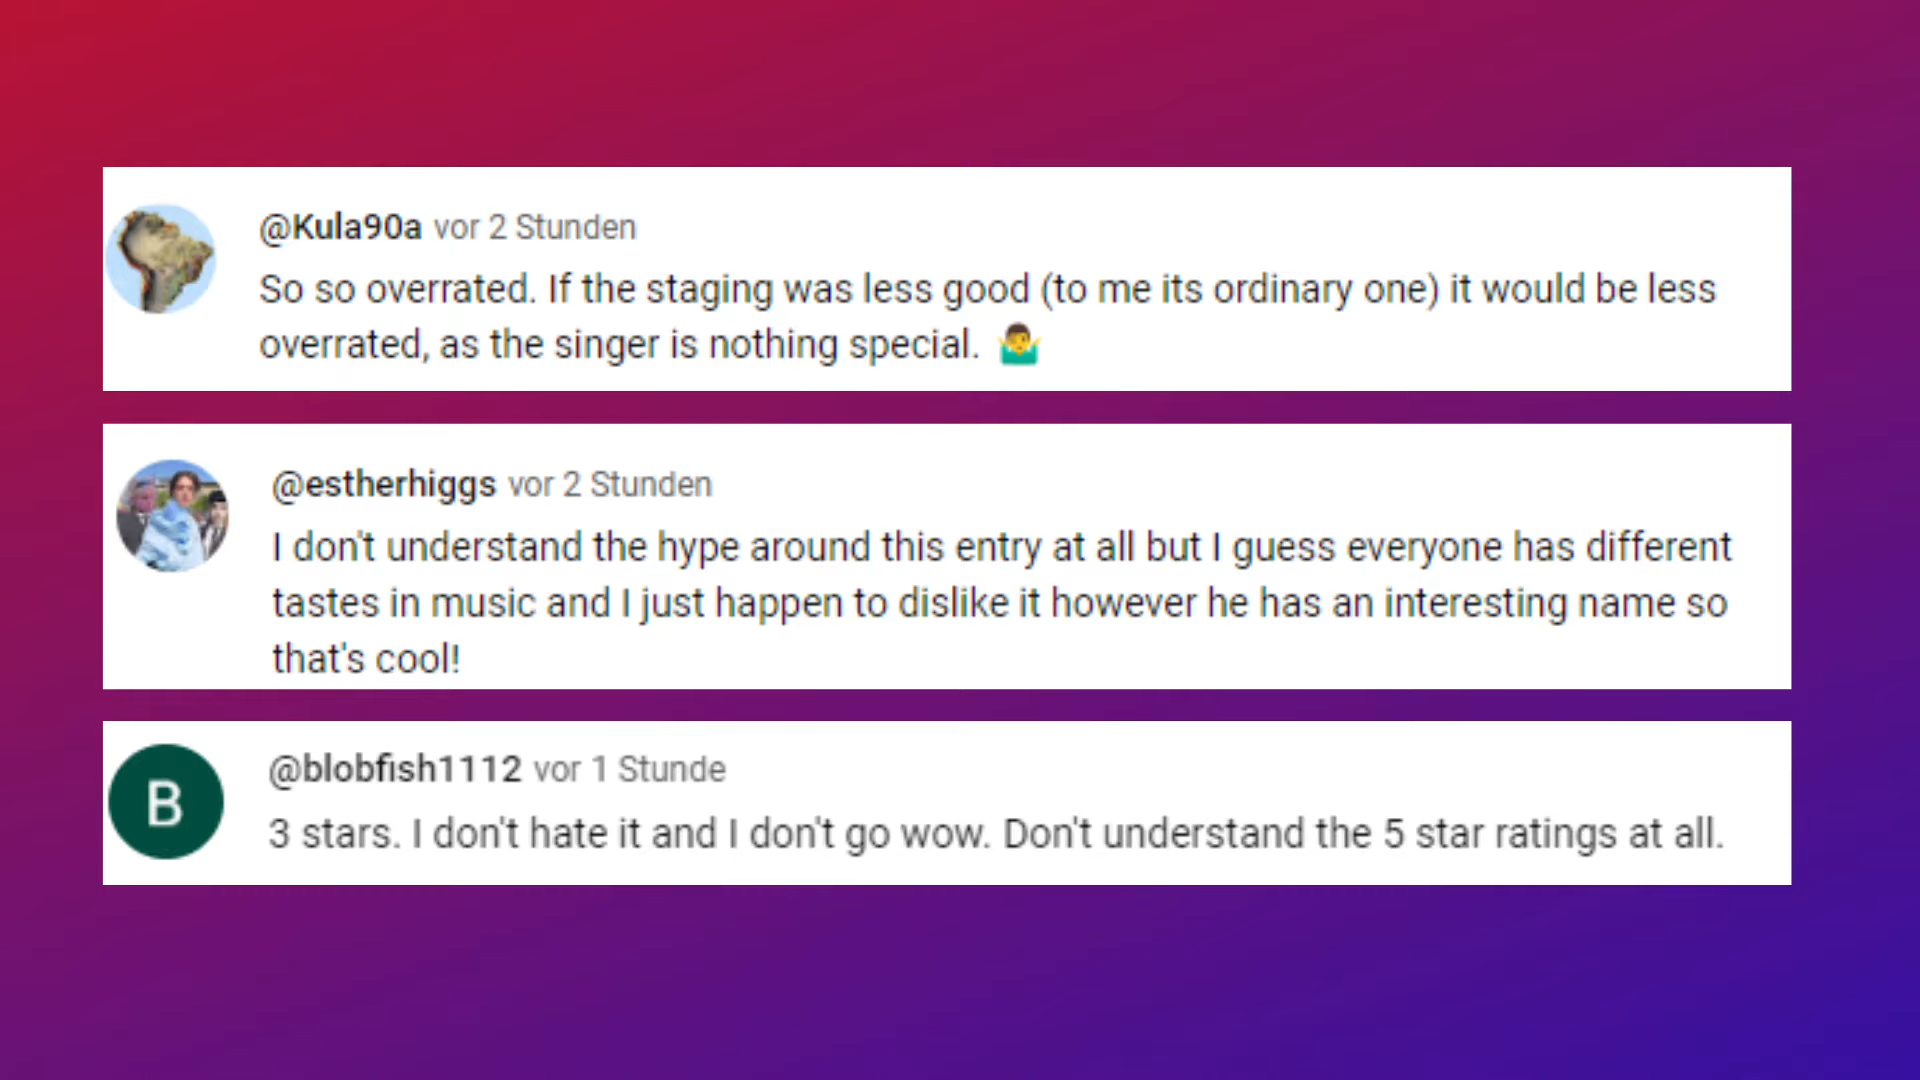 @Kula90a vor 2 Stunden
So so overrated. If the staging was less good (to me its ordinary one) it would be less
overrated, as the singer is nothing special. 🤷‍♂️
@estherhiggs vor 2 Stunden
I don't understand the hype around this entry at all but I guess everyone has different
tastes in music and I just happen to dislike it however he has an interesting name so
that's cool!
B
@blobfish1112 vor 1 Stunde
3 stars. I don't hate it and I don't go wow. Don't understand the 5 star ratings at all.